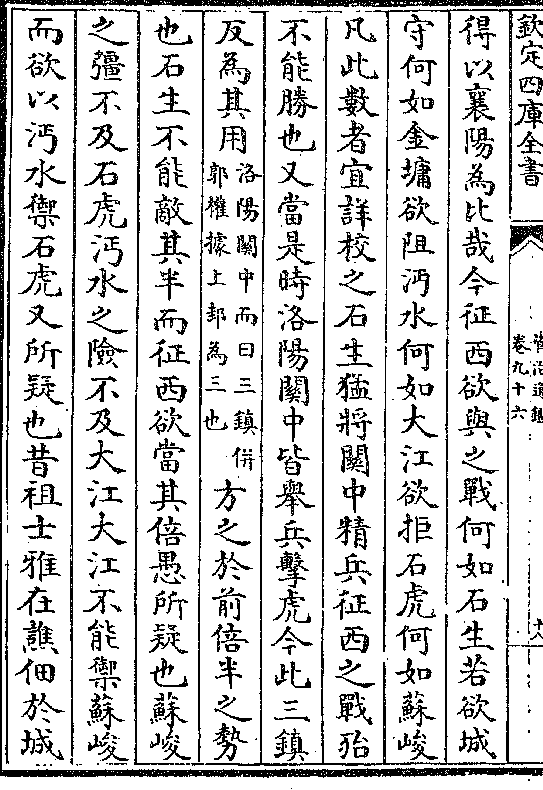 欽定四庫全書
卷九十六
得以襄陽為比哉今征西欲與之戰何如石生若欲城
守何如金墉欲阻沔水何如大江欲拒石虎何如蘇峻
凡此數者宜詳校之石生猛將關中精兵征西之戰殆
不能勝也又當是時洛陽關中皆舉兵擊虎今此三鎮
反為其用洛陽關中而曰三鎮併郭權據上邽為三也方之於前倍半之勢
也石生不能敵其半而征西欲當其倍愚所疑也蘇峻
之彊不及石虎沔水之險不及大江大江不能禦蘇峻
而欲以沔水禦石虎又所疑也昔祖士雅在譙佃於城